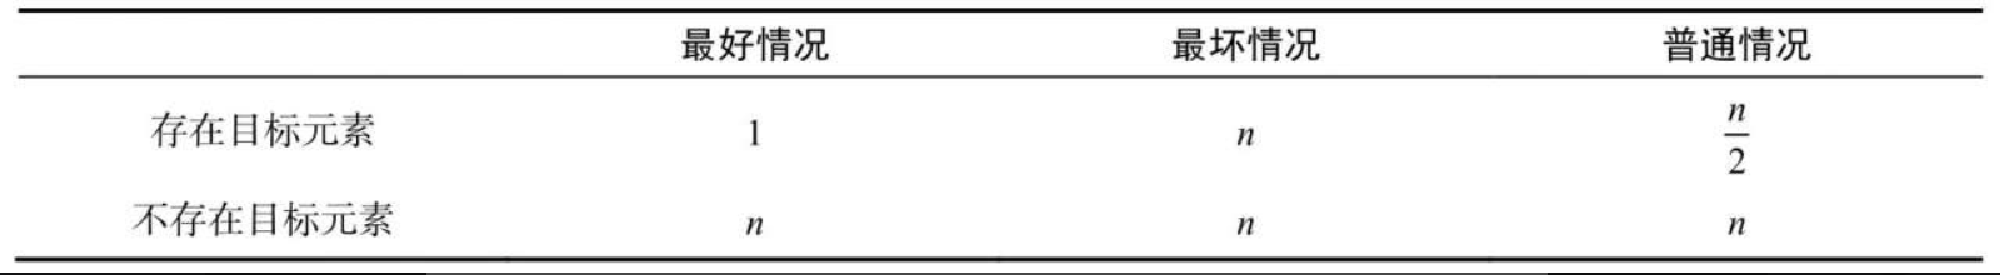 最好情况 最坏情况 普通情况
存在目标元素 1 n n/2
不存在目标元素 n n n